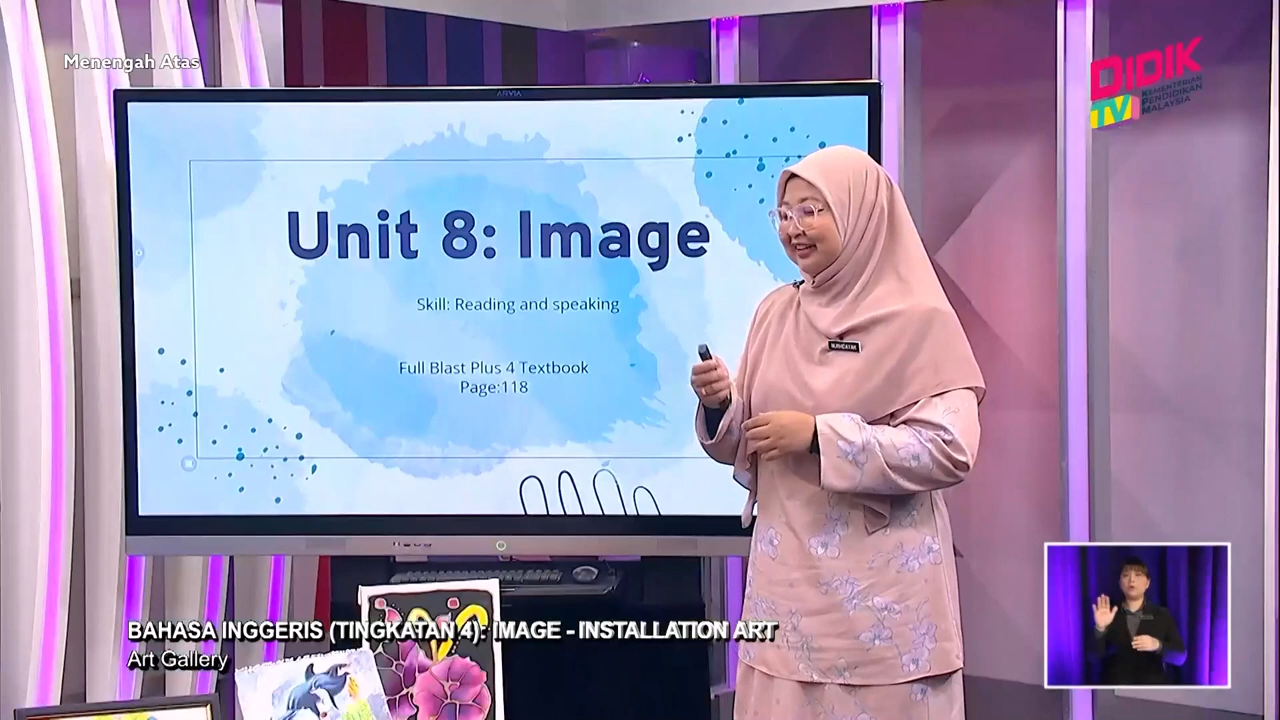 Menengah Atas
DIDIK
TV
KEMENTERIAN
PENDIDIKAN
MALAYSIA
ARVIA
Unit 8: Image
Skill: Reading and speaking
Full Blast Plus 4 Textbook
Page:118
BAHASA INGGERIS (TINGKATAN 4): IMAGE - INSTALLATION ART
Art Gallery